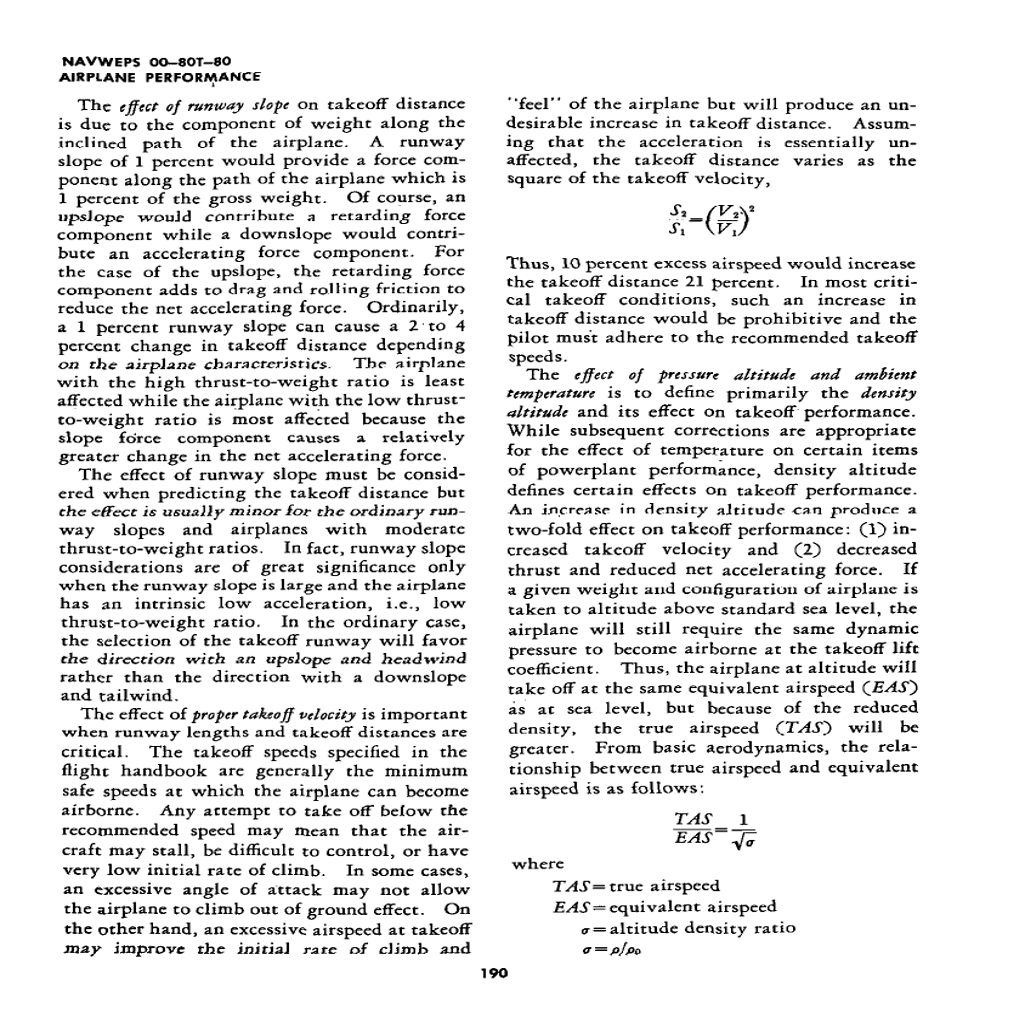 NAVWEPS 00–80T–80
AIRPLANE PERFORMANCE
The effect of runway slope on takeoff distance
is due to the component of weight along the
inclined path of the airplane. A runway
slope of 1 percent would provide a force com-
ponent along the path of the airplane which is
1 percent of the gross weight. Of course, an
upslope would contribute a retarding force
component while a downslope would contri-
bute an accelerating force component. For
the case of the upslope, the retarding force
component adds to drag and rolling friction to
reduce the net accelerating force. Ordinarily,
a 1 percent runway slope can cause a 2 to 4
percent change in takeoff distance depending
on the airplane characteristics. The airplane
with the high thrust-to-weight ratio is least
affected while the airplane with the low thrust-
to-weight ratio is most affected because the
slope force component causes a relatively
greater change in the net accelerating force.
The effect of runway slope must be consid-
ered when predicting the takeoff distance but
the effect is usually minor for the ordinary run-
way slopes and airplanes with moderate
thrust-to-weight ratios. In fact, runway slope
considerations are of great significance only
when the runway slope is large and the airplane
has an intrinsic low acceleration, i.e., low
thrust-to-weight ratio. In the ordinary case,
the selection of the takeoff runway will favor
the direction with an upslope and headwind
rather than the direction with a downslope
and tailwind.
The effect of proper takeoff velocity is important
when runway lengths and takeoff distances are
critical. The takeoff speeds specified in the
flight handbook are generally the minimum
safe speeds at which the airplane can become
airborne. Any attempt to take off below the
recommended speed may mean that the air-
craft may stall, be difficult to control, or have
very low initial rate of climb. In some cases,
an excessive angle of attack may not allow
the airplane to climb out of ground effect. On
the other hand, an excessive airspeed at takeoff
may improve the initial rate of climb and
"feel" of the airplane but will produce an un-
desirable increase in takeoff distance. Assum-
ing that the acceleration is essentially un-
affected, the takeoff distance varies as the
square of the takeoff velocity,
S₂/S₁=(V₂/V₁)²
Thus, 10 percent excess airspeed would increase
the takeoff distance 21 percent. In most criti-
cal takeoff conditions, such an increase in
takeoff distance would be prohibitive and the
pilot must adhere to the recommended takeoff
speeds.
The effect of pressure altitude and ambient
temperature is to define primarily the density
altitude and its effect on takeoff performance.
While subsequent corrections are appropriate
for the effect of temperature on certain items
of powerplant performance, density altitude
defines certain effects on takeoff performance.
An increase in density altitude can produce a
two-fold effect on takeoff performance: (1) in-
creased takeoff velocity and (2) decreased
thrust and reduced net accelerating force. If
a given weight and configuration of airplane is
taken to altitude above standard sea level, the
airplane will still require the same dynamic
pressure to become airborne at the takeoff lift
coefficient. Thus, the airplane at altitude will
take off at the same equivalent airspeed (EAS)
as at sea level, but because of the reduced
density, the true airspeed (TAS) will be
greater. From basic aerodynamics, the rela-
tionship between true airspeed and equivalent
airspeed is as follows:
TAS/EAS=1/√σ
where
TAS=true airspeed
EAS=equivalent airspeed
σ=altitude density ratio
σ=ρ/ρ₀
190